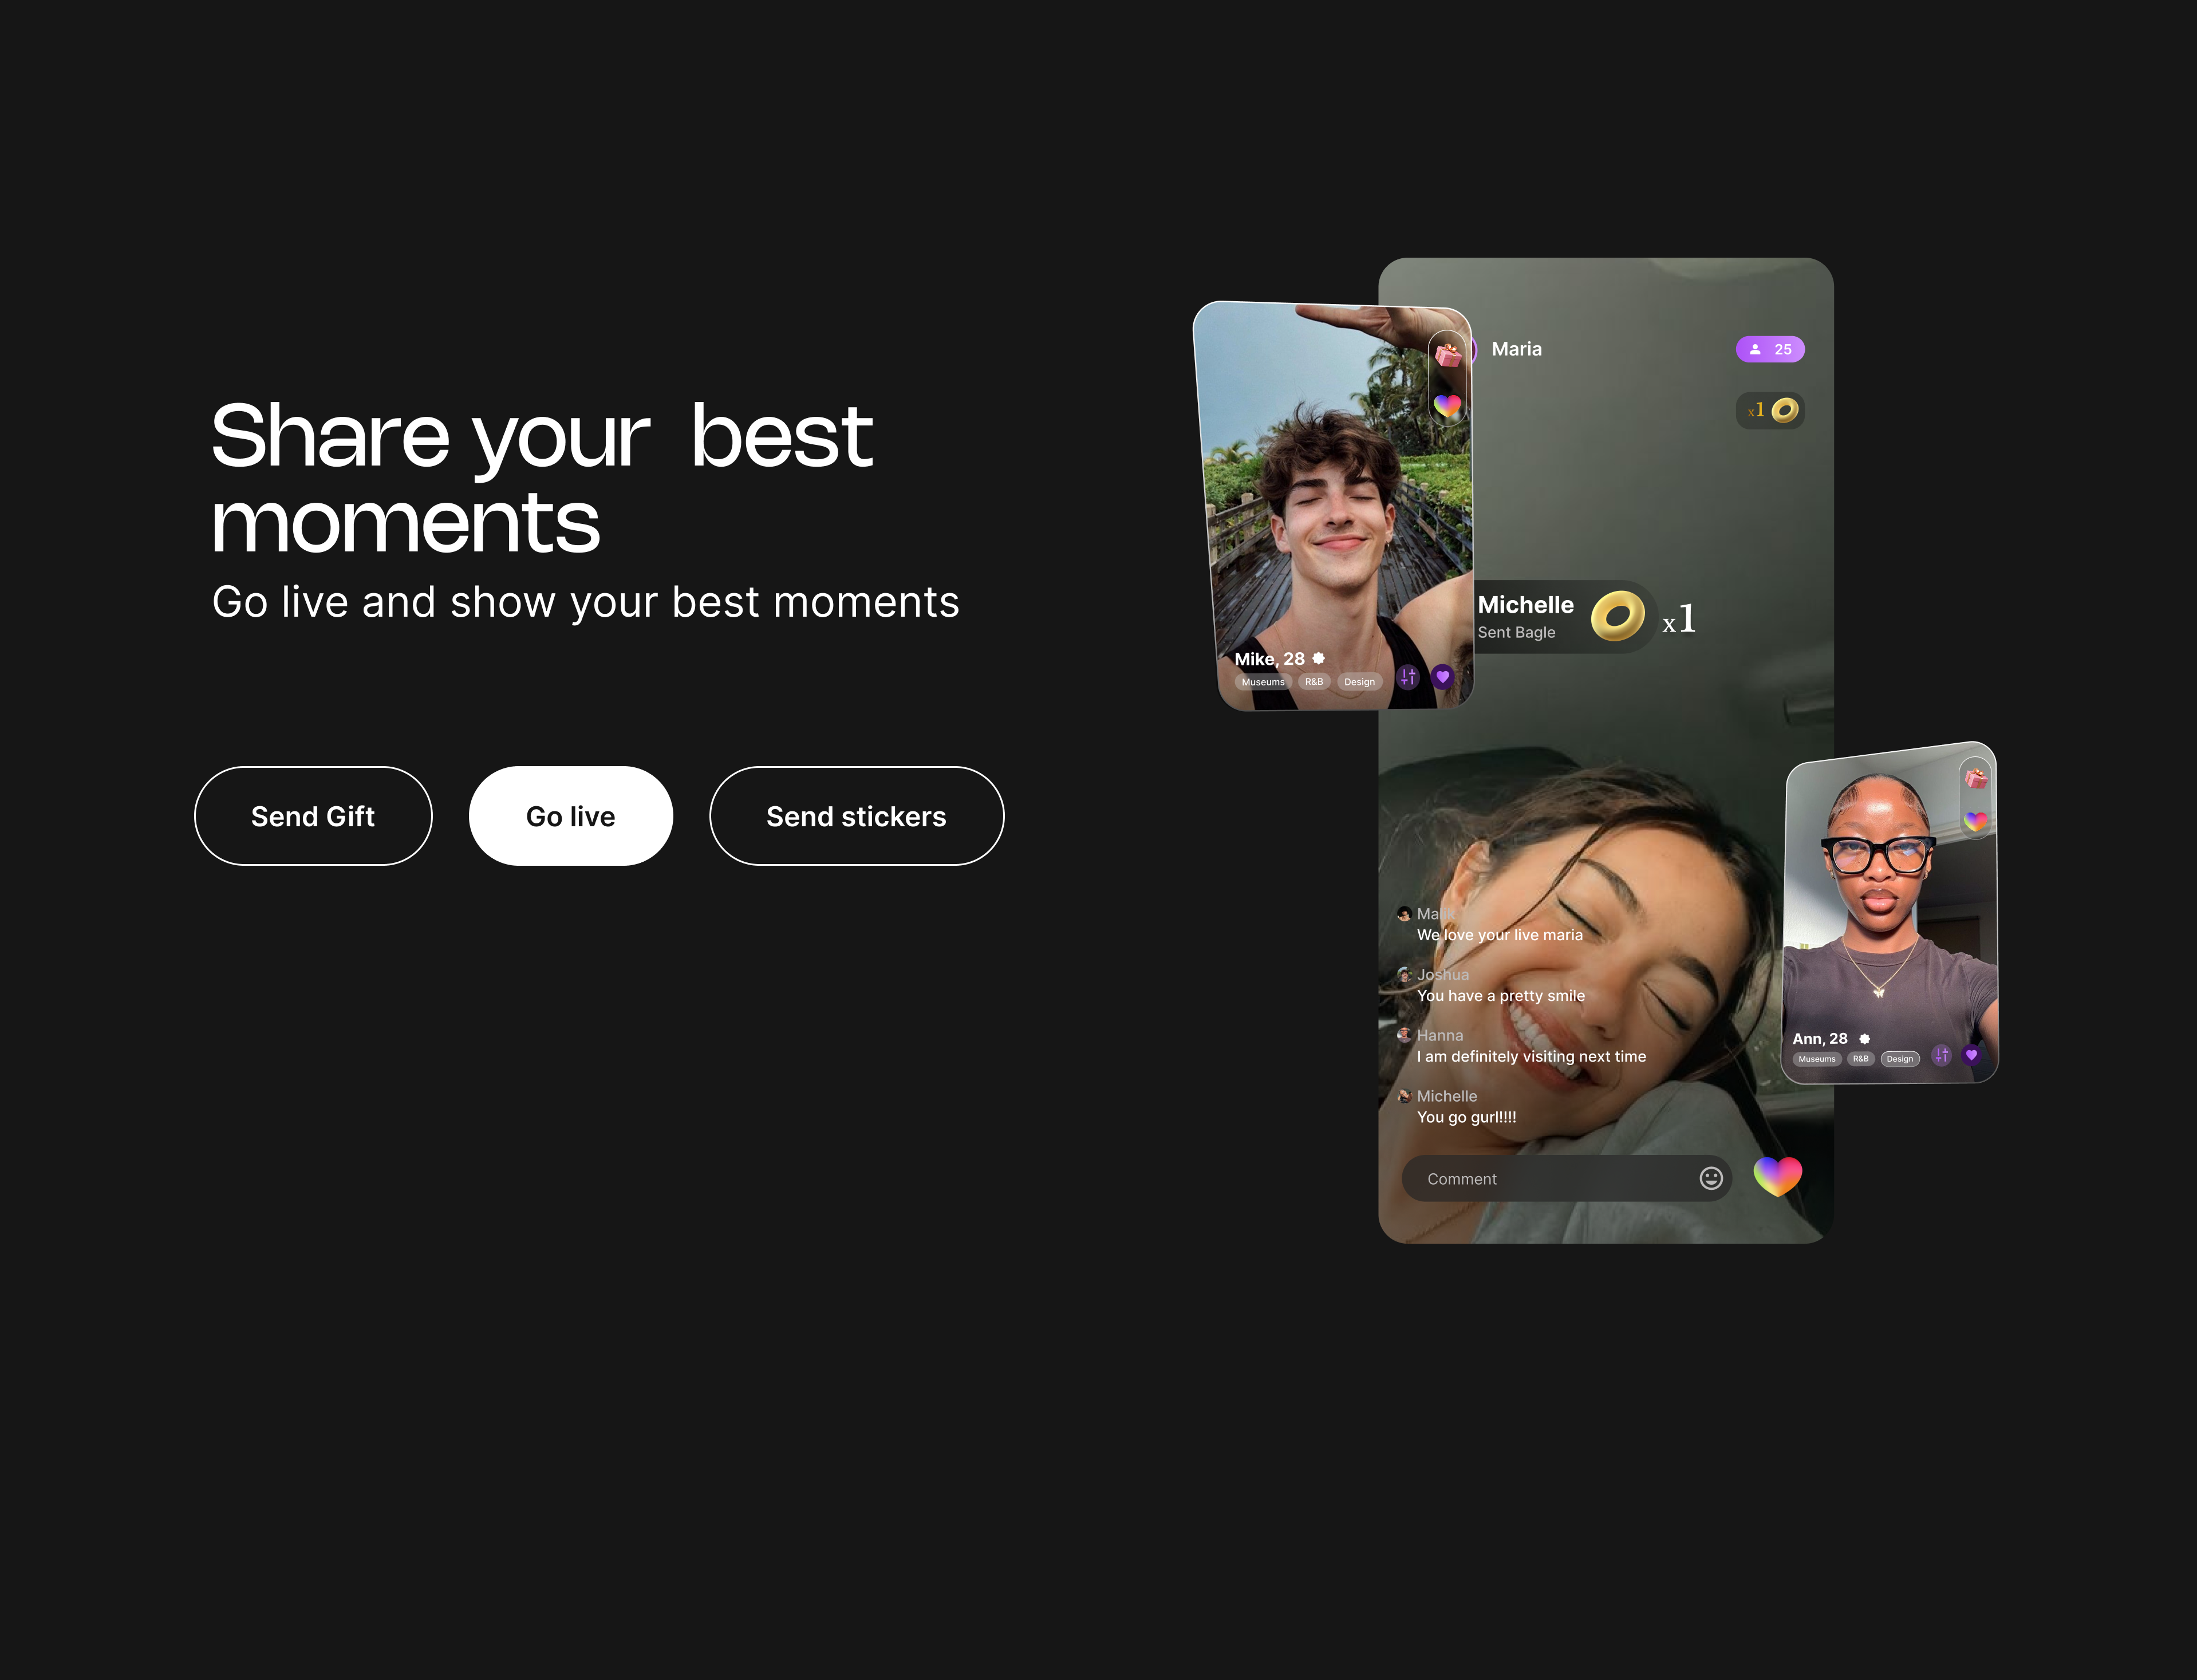 Share your  best
moments
Go live and show your best moments
Send Gift
Go live
Send stickers
Maria
25
x1
Michelle
Sent Bagle
x1
Mike, 28
Museums
R&B
Design
Malik
We love your live maria
Joshua
You have a pretty smile
Hanna
I am definitely visiting next time
Michelle
You go gurl!!!!
Comment
Ann, 28
Museums
R&B
Design